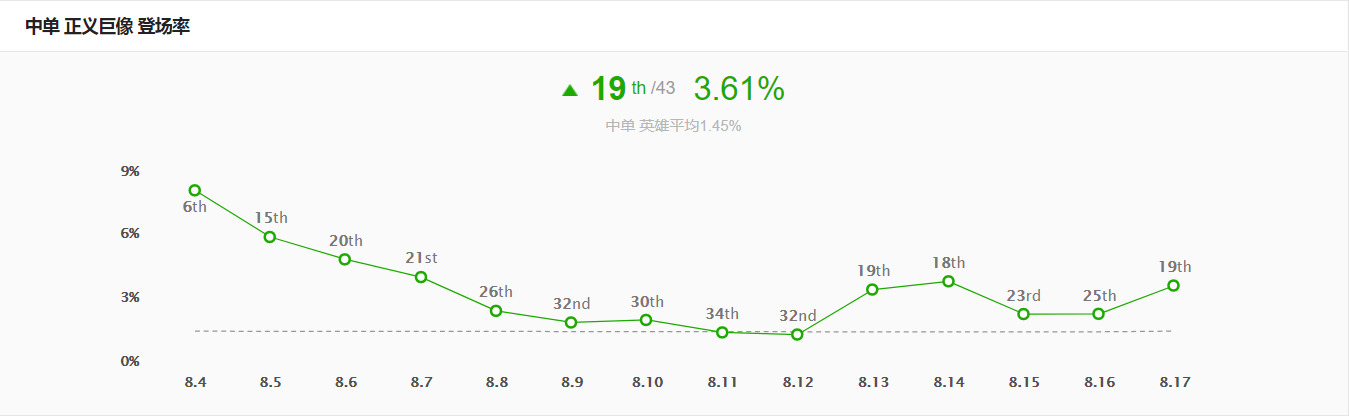 中单 正义巨像 登场率
▲ 19 th /43 3.61%
中单 英雄平均1.45%
9%
6%
3%
0%
6th
15th
20th
21st
26th
32nd
30th
34th
32nd
19th
18th
23rd
25th
19th
8.4 8.5 8.6 8.7 8.8 8.9 8.10 8.11 8.12 8.13 8.14 8.15 8.16 8.17